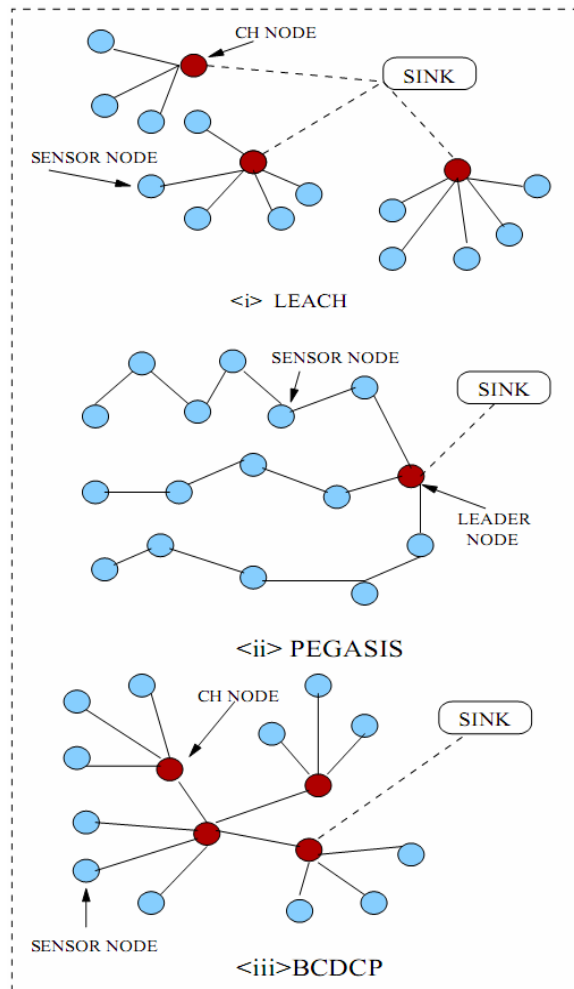 CH NODE
SINK
SENSOR NODE
<i> LEACH
SENSOR NODE
SINK
LEADER
NODE
<ii> PEGASIS
CH NODE
SINK
SENSOR NODE
<iii>BCDCP